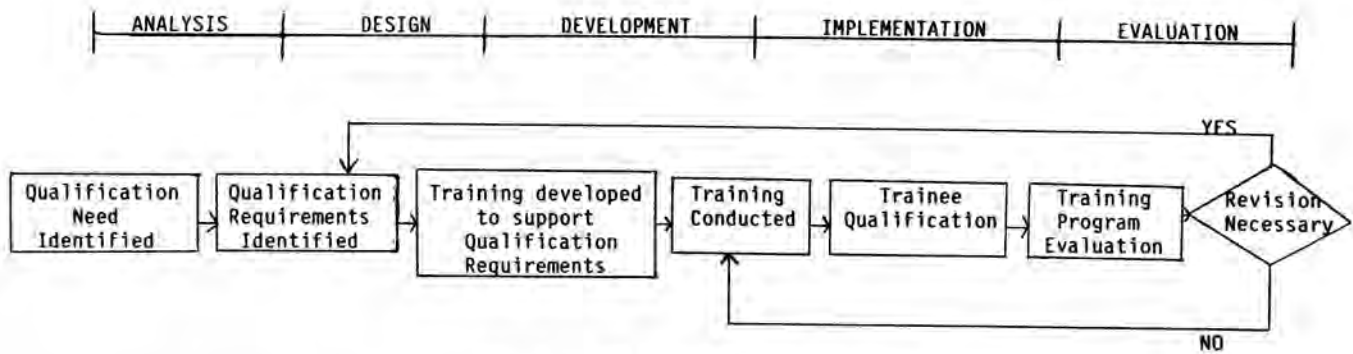 ANALYSIS DESIGN DEVELOPMENT IMPLEMENTATION EVALUATION
YES
Qualification
Need
Identified
Qualification
Requirements
Identified
Training developed
to support
Qualification
Requirements
Training
Conducted
Trainee
Qualification
Training
Program
Evaluation
Revision
Necessary
NO